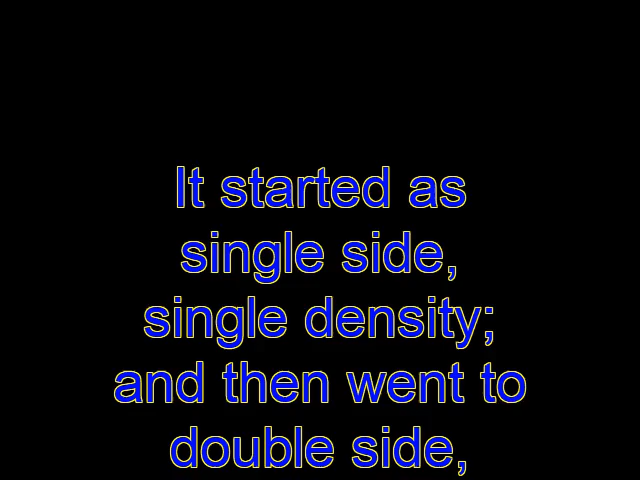 It started as
single side,
single density;
and then went to
double side,